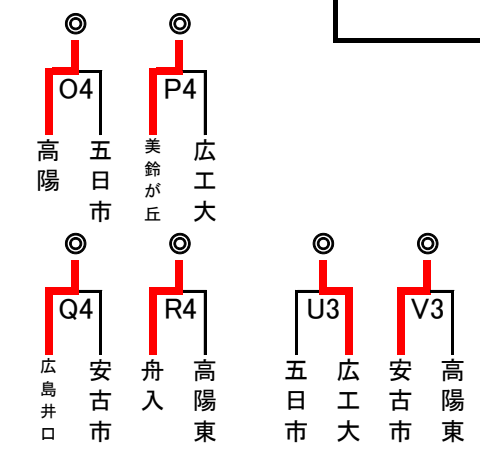 ◎ ◎
O4 P4
高陽 五日市 美鈴が丘 広工大
◎ ◎ ◎ ◎
Q4 R4 U3 V3
広島井口 安古市 舟入 高陽東 五日市 広工大 安古市 高陽東